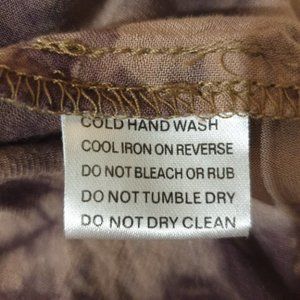 COLD HAND WASH
COOL IRON ON REVERSE
DO NOT BLEACH OR RUB
DO NOT TUMBLE DRY
DO NOT DRY CLEAN